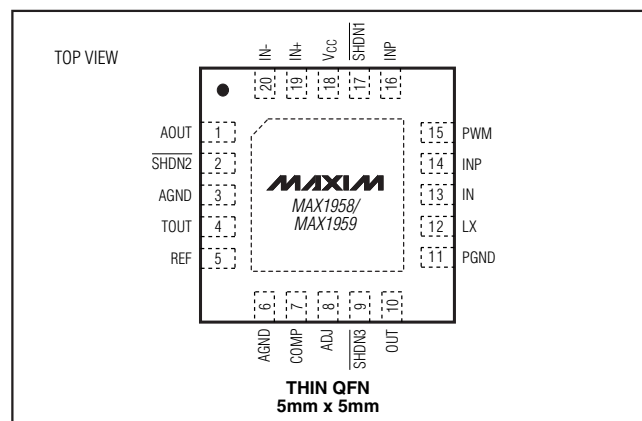 TOP VIEW
IN-
IN+
VCC
SHDN1
INP
20
19
18
17
16
AOUT 1
SHDN2 2
AGND 3
TOUT 4
REF 5
15 PWM
14 INP
13 IN
12 LX
11 PGND
MAXIM
MAX1958/
MAX1959
6
7
8
9
10
AGND
COMP
ADJ
SHDN3
OUT
THIN QFN
5mm x 5mm